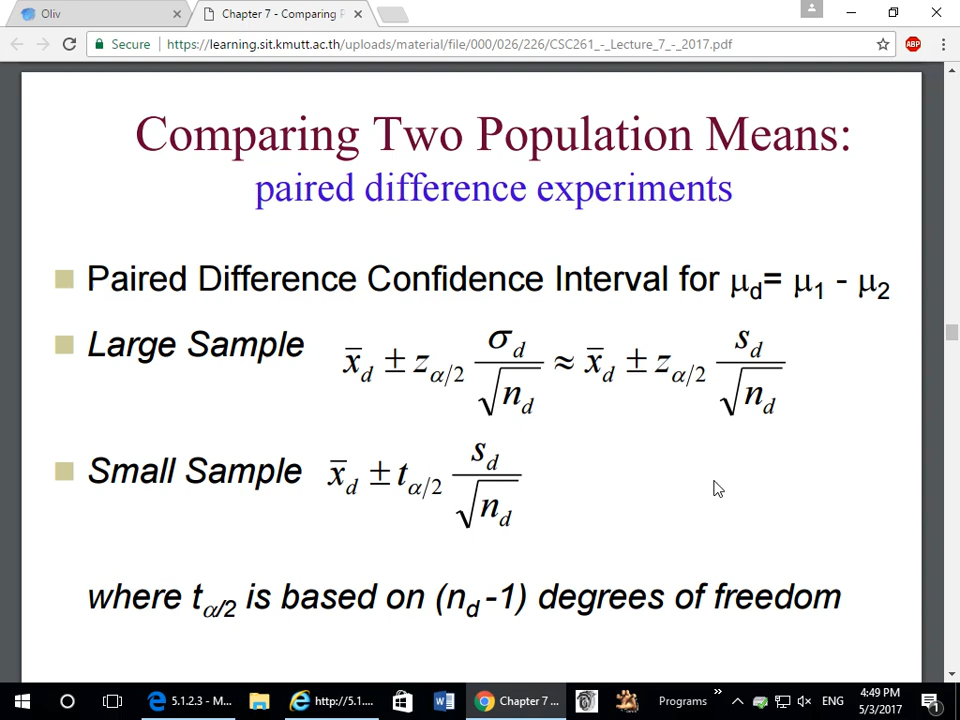 Oliv
Chapter 7 - Comparing P
Secure https://learning.sit.kmutt.ac.th/uploads/material/file/000/026/226/CSC261_-_Lecture_7_-_2017.pdf
ABP
Comparing Two Population Means:
paired difference experiments
Paired Difference Confidence Interval for μd= μ1 - μ2
Large Sample x̄d ± zα/2 σd/√nd ≈ x̄d ± zα/2 sd/√nd
Small Sample x̄d ± tα/2 sd/√nd
where tα/2 is based on (nd -1) degrees of freedom
5.1.2.3 - M...
http://5.1....
Chapter 7 ...
Programs
ENG
4:49 PM
5/3/2017
1